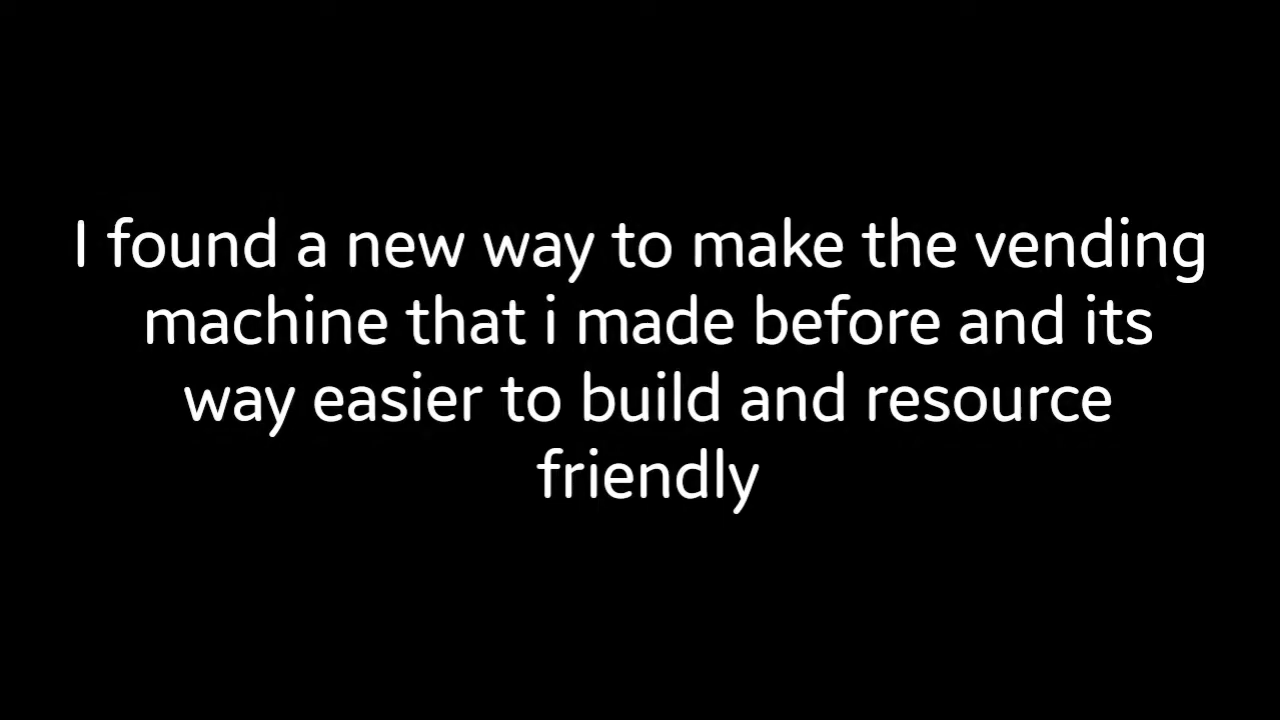 I found a new way to make the vending
machine that i made before and its
way easier to build and resource
friendly